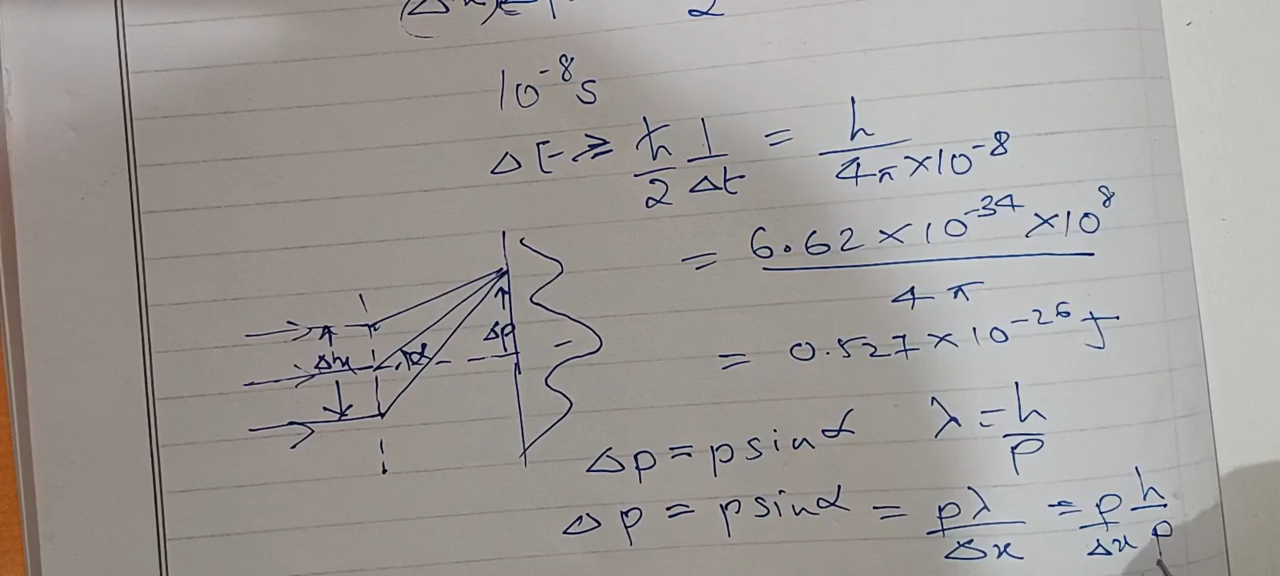 10⁻⁸ s
ΔE ≥ ħ/2 1/Δt = h/(4π×10⁻⁸)
= (6.62×10⁻³⁴×10⁸)/(4π)
= 0.527×10⁻²⁶ J
Δx α Δp
Δp = p sinα λ = h/p
Δp = p sinα = pλ/Δx = p/Δx h/p